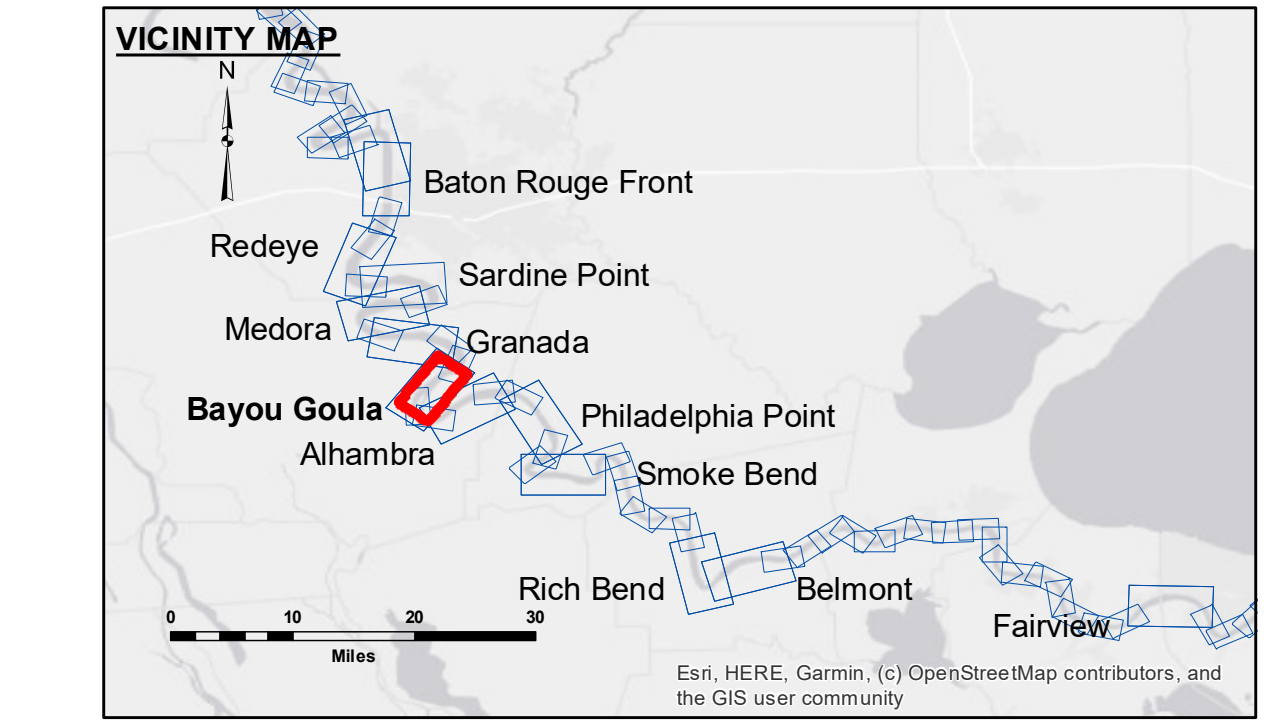 VICINITY MAP
N
Baton Rouge Front
Redeye
Sardine Point
Medora
Granada
Bayou Goula
Philadelphia Point
Alhambra
Smoke Bend
Rich Bend
Belmont
Fairview
0 10 20 30
Miles
Esri, HERE, Garmin, (c) OpenStreetMap contributors, and
the GIS user community